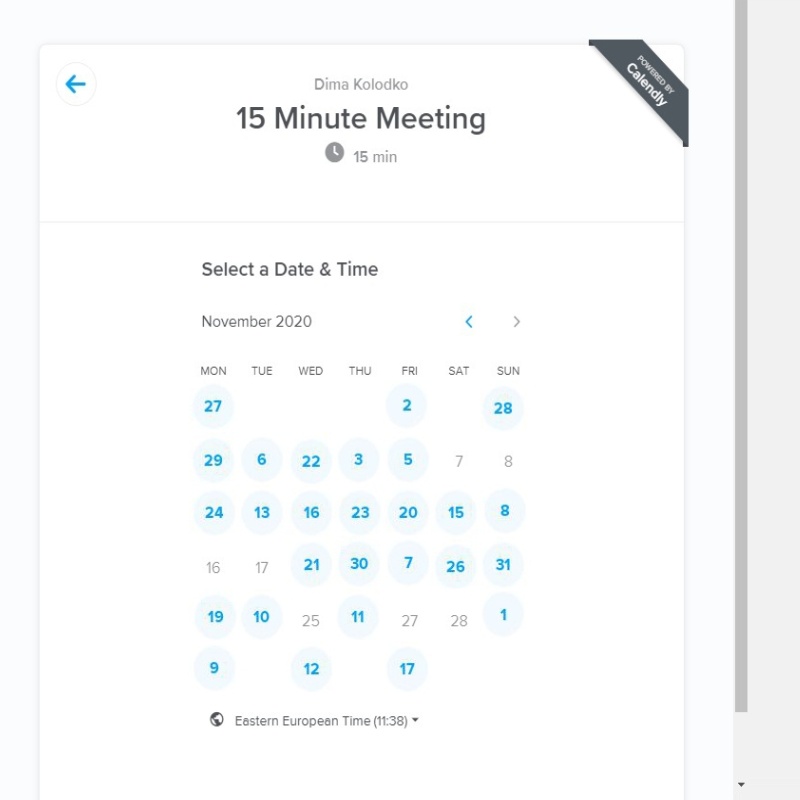 POWERED BY
Calendly
Dima Kolodko
15 Minute Meeting
15 min
Select a Date & Time
November 2020
MON TUE WED THU FRI SAT SUN
27 2 28
29 6 22 3 5 7 8
24 13 16 23 20 15 8
16 17 21 30 7 26 31
19 10 25 11 27 28 1
9 12 17
Eastern European Time (11:38)